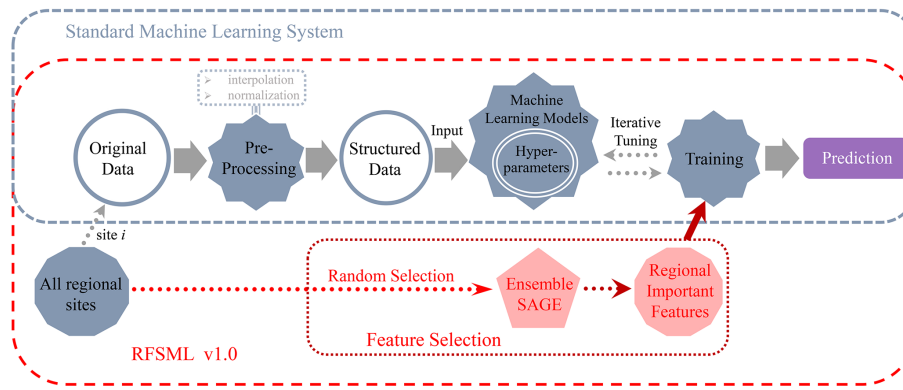 Standard Machine Learning System
➢ interpolation
➢ normalization
Original
Data
Pre-
Processing
Structured
Data
Input
Machine
Learning Models
Hyper-
parameters
Iterative
Tuning
Training
Prediction
site i
All regional
sites
Random Selection
Ensemble
SAGE
Regional
Important
Features
Feature Selection
RFSML v1.0